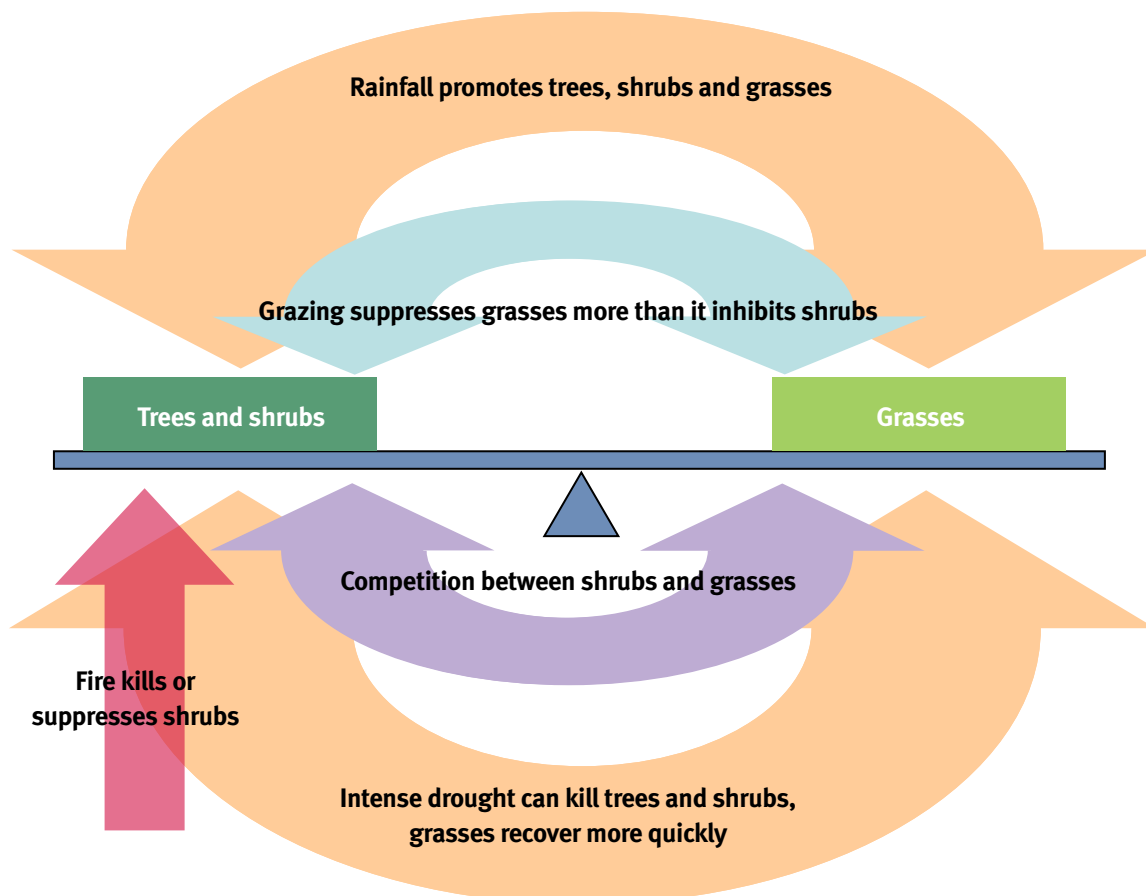 Rainfall promotes trees, shrubs and grasses
Grazing suppresses grasses more than it inhibits shrubs
Trees and shrubs
Grasses
Competition between shrubs and grasses
Fire kills or
suppresses shrubs
Intense drought can kill trees and shrubs,
grasses recover more quickly